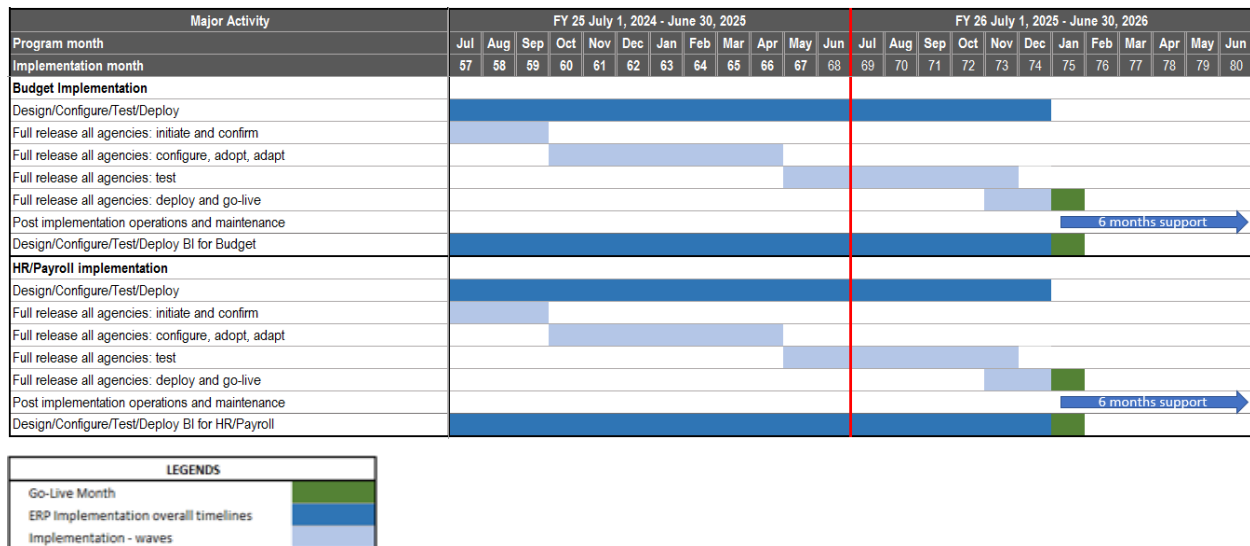 Major Activity FY 25 July 1, 2024 - June 30, 2025 FY 26 July 1, 2025 - June 30, 2026
Program month Jul Aug Sep Oct Nov Dec Jan Feb Mar Apr May Jun Jul Aug Sep Oct Nov Dec Jan Feb Mar Apr May Jun
Implementation month 57 58 59 60 61 62 63 64 65 66 67 68 69 70 71 72 73 74 75 76 77 78 79 80
Budget Implementation
Design/Configure/Test/Deploy
Full release all agencies: initiate and confirm
Full release all agencies: configure, adopt, adapt
Full release all agencies: test
Full release all agencies: deploy and go-live
Post implementation operations and maintenance 6 months support
Design/Configure/Test/Deploy BI for Budget
HR/Payroll implementation
Design/Configure/Test/Deploy
Full release all agencies: initiate and confirm
Full release all agencies: configure, adopt, adapt
Full release all agencies: test
Full release all agencies: deploy and go-live
Post implementation operations and maintenance 6 months support
Design/Configure/Test/Deploy BI for HR/Payroll
LEGENDS
Go-Live Month
ERP Implementation overall timelines
Implementation - waves